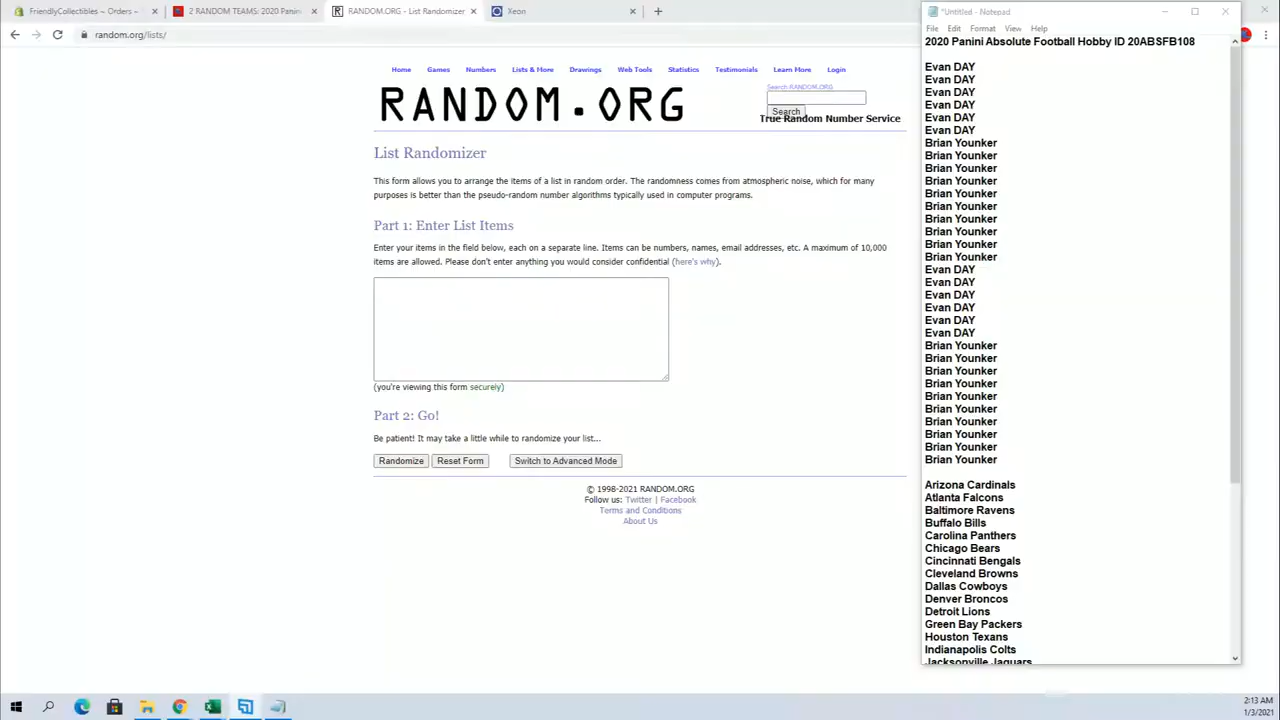 FriendlyCollectibles ~ Orders ~
2 RANDOM TEAMS: 2020 Panini
RANDOM.ORG - List Randomizer
Xeon
random.org/lists/
*Untitled - Notepad
File Edit Format View Help
2020 Panini Absolute Football Hobby ID 20ABSFB108
Evan DAY
Evan DAY
Evan DAY
Evan DAY
Evan DAY
Evan DAY
Brian Younker
Brian Younker
Brian Younker
Brian Younker
Brian Younker
Brian Younker
Brian Younker
Brian Younker
Brian Younker
Brian Younker
Evan DAY
Evan DAY
Evan DAY
Evan DAY
Evan DAY
Evan DAY
Brian Younker
Brian Younker
Brian Younker
Brian Younker
Brian Younker
Brian Younker
Brian Younker
Brian Younker
Brian Younker
Brian Younker
Arizona Cardinals
Atlanta Falcons
Baltimore Ravens
Buffalo Bills
Carolina Panthers
Chicago Bears
Cincinnati Bengals
Cleveland Browns
Dallas Cowboys
Denver Broncos
Detroit Lions
Green Bay Packers
Houston Texans
Indianapolis Colts
Jacksonville Jaguars
Home Games Numbers Lists & More Drawings Web Tools Statistics Testimonials Learn More Login
RANDOM.ORG
Search RANDOM.ORG
Search
True Random Number Service
List Randomizer
This form allows you to arrange the items of a list in random order. The randomness comes from atmospheric noise, which for many
purposes is better than the pseudo-random number algorithms typically used in computer programs.
Part 1: Enter List Items
Enter your items in the field below, each on a separate line. Items can be numbers, names, email addresses, etc. A maximum of 10,000
items are allowed. Please don't enter anything you would consider confidential (here's why).
(you're viewing this form securely)
Part 2: Go!
Be patient! It may take a little while to randomize your list...
Randomize Reset Form Switch to Advanced Mode
© 1998-2021 RANDOM.ORG
Follow us: Twitter | Facebook
Terms and Conditions
About Us
2:13 AM
1/3/2021